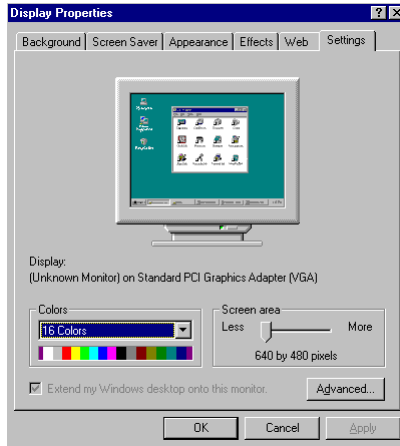 Display Properties
Background Screen Saver Appearance Effects Web Settings
Display:
(Unknown Monitor) on Standard PCI Graphics Adapter (VGA)
Colors
16 Colors
Screen area
Less More
640 by 480 pixels
Extend my Windows desktop onto this monitor.
Advanced...
OK Cancel Apply